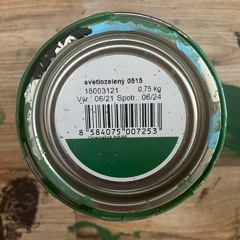 svetlozelený 0515
18003121 0,75 kg
Výr.: 06/21 Spotr.: 06/24
8 584075 007253